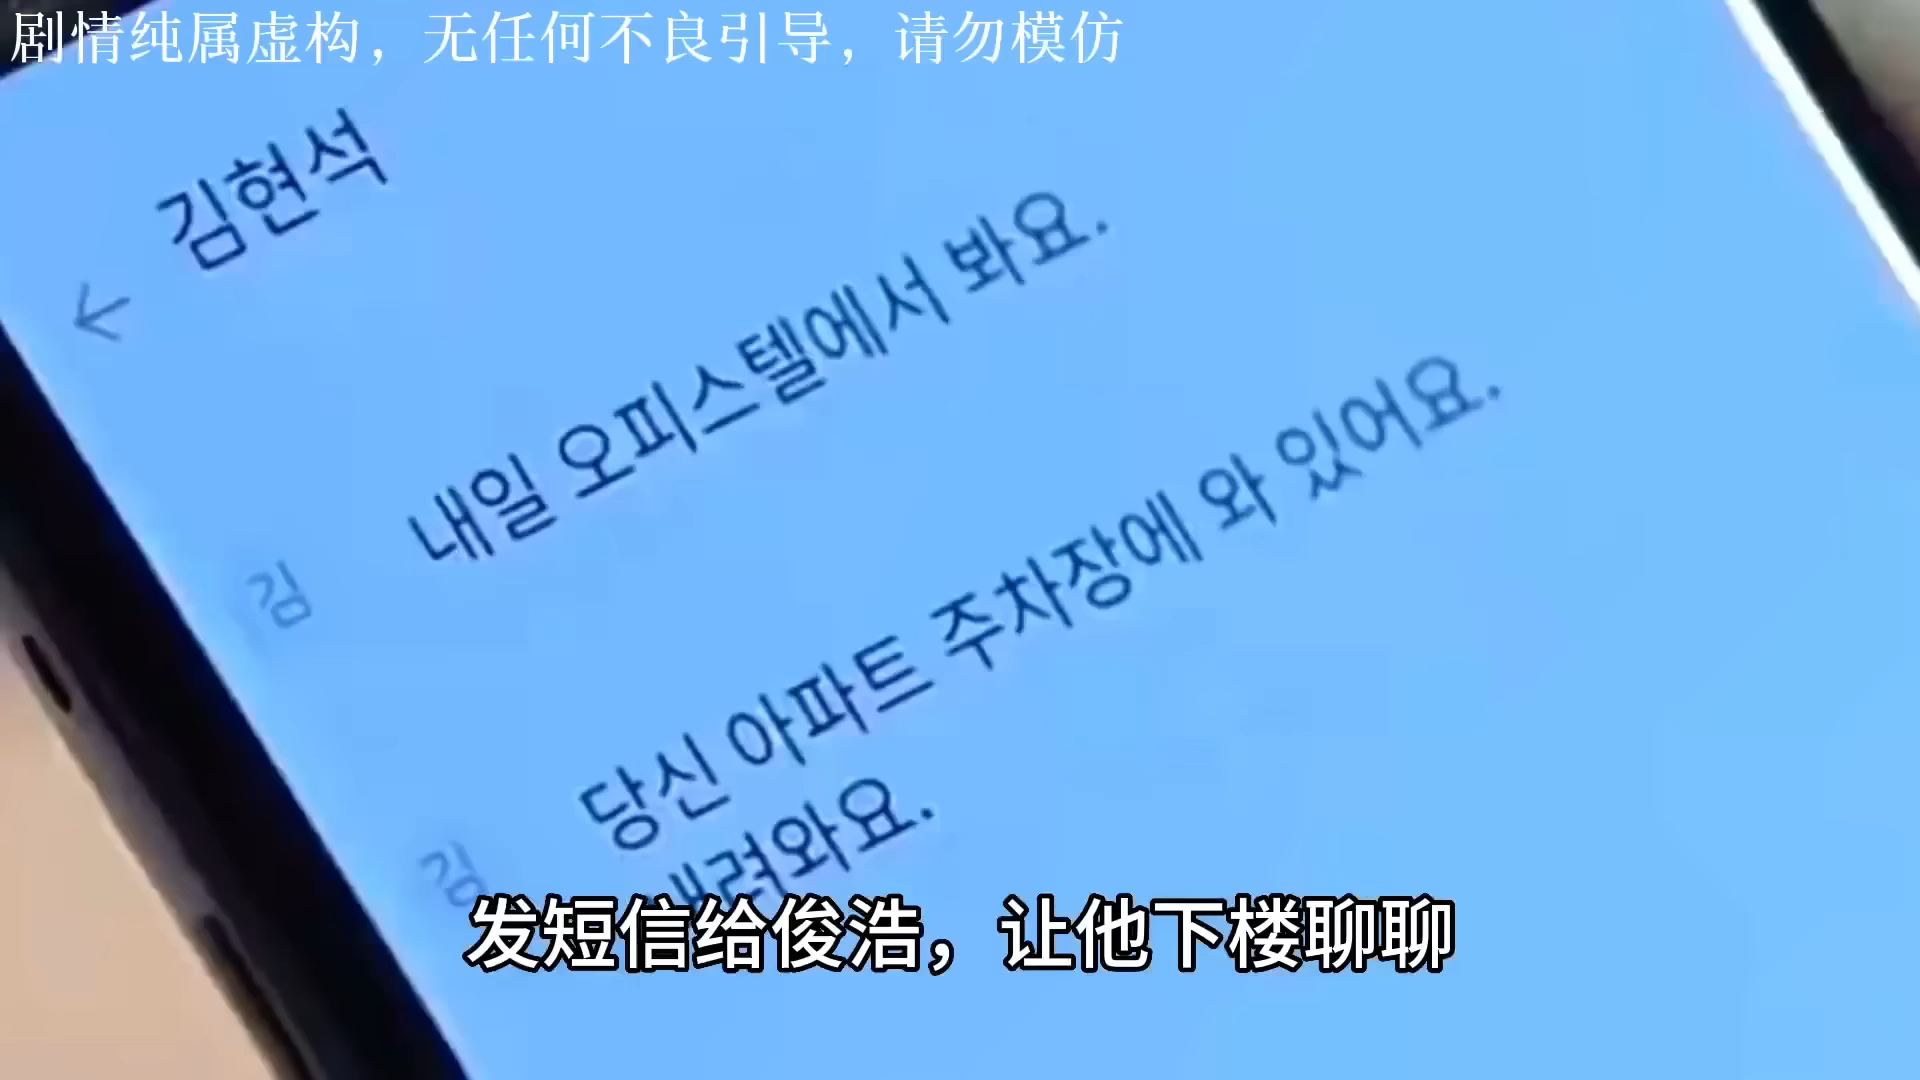 剧情纯属虚构，无任何不良引导，请勿模仿
김현석
내일 오피스텔에서 봐요.
김
당신 아파트 주차장에 와 있어요.
내려와요.
김
发短信给俊浩，让他下楼聊聊